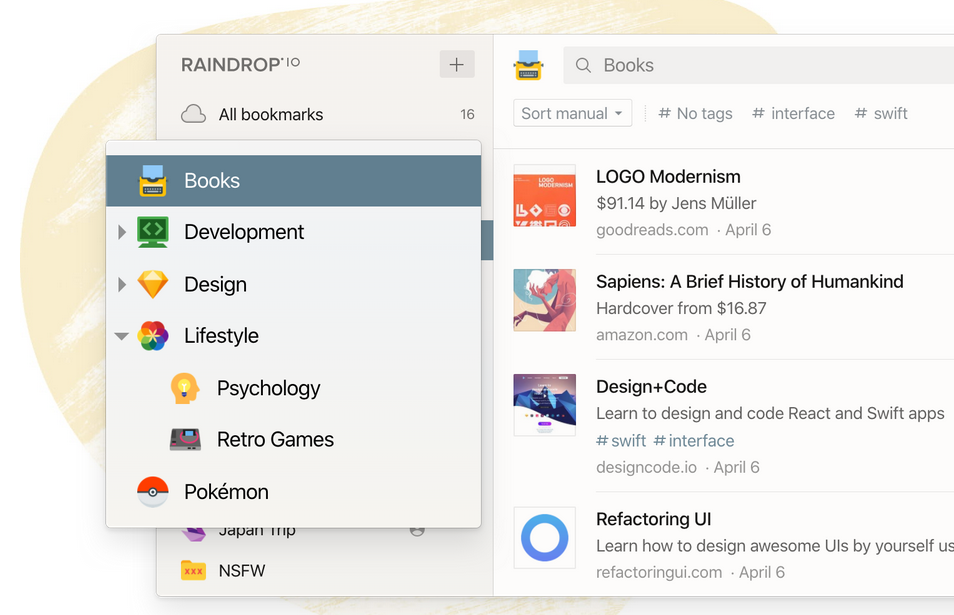 RAINDROP·IO
All bookmarks 16
Books
Development
Design
Lifestyle
Psychology
Retro Games
Pokémon
Japan Trip
xxx NSFW
Books
Sort manual # No tags # interface # swift
LOGO
MODERNISM
LOGO Modernism
$91.14 by Jens Müller
goodreads.com · April 6
Sapiens: A Brief History of Humankind
Hardcover from $16.87
amazon.com · April 6
Design+Code
Learn to design and code React and Swift apps
#swift #interface
designcode.io · April 6
Refactoring UI
Learn how to design awesome UIs by yourself us
refactoringui.com · April 6